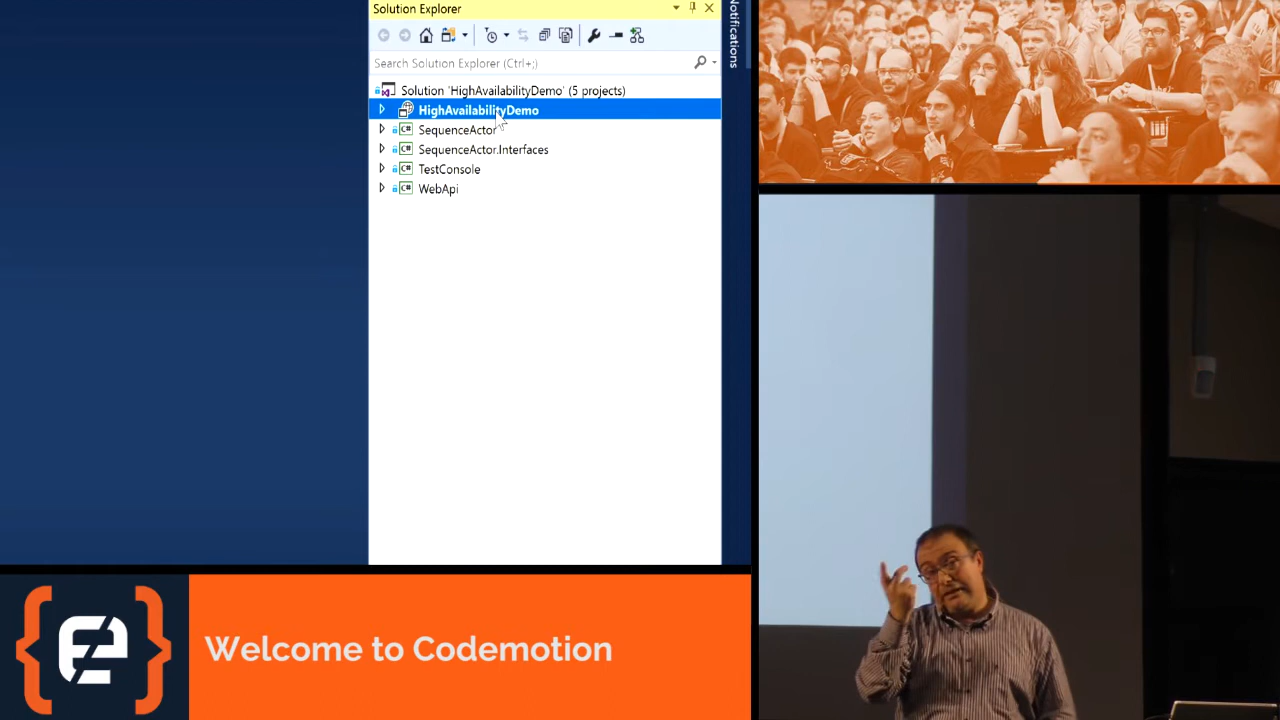 Solution Explorer
Search Solution Explorer (Ctrl+;)
Solution 'HighAvailabilityDemo' (5 projects)
HighAvailabilityDemo
SequenceActor
SequenceActor.Interfaces
TestConsole
WebApi
Notifications
Welcome to Codemotion